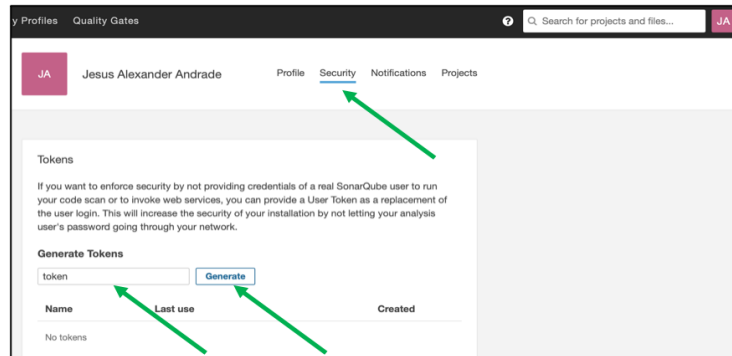 y Profiles Quality Gates ? Search for projects and files... JA
JA Jesus Alexander Andrade Profile Security Notifications Projects
Tokens
If you want to enforce security by not providing credentials of a real SonarQube user to run
your code scan or to invoke web services, you can provide a User Token as a replacement of
the user login. This will increase the security of your installation by not letting your analysis
user's password going through your network.
Generate Tokens
token Generate
Name Last use Created
No tokens